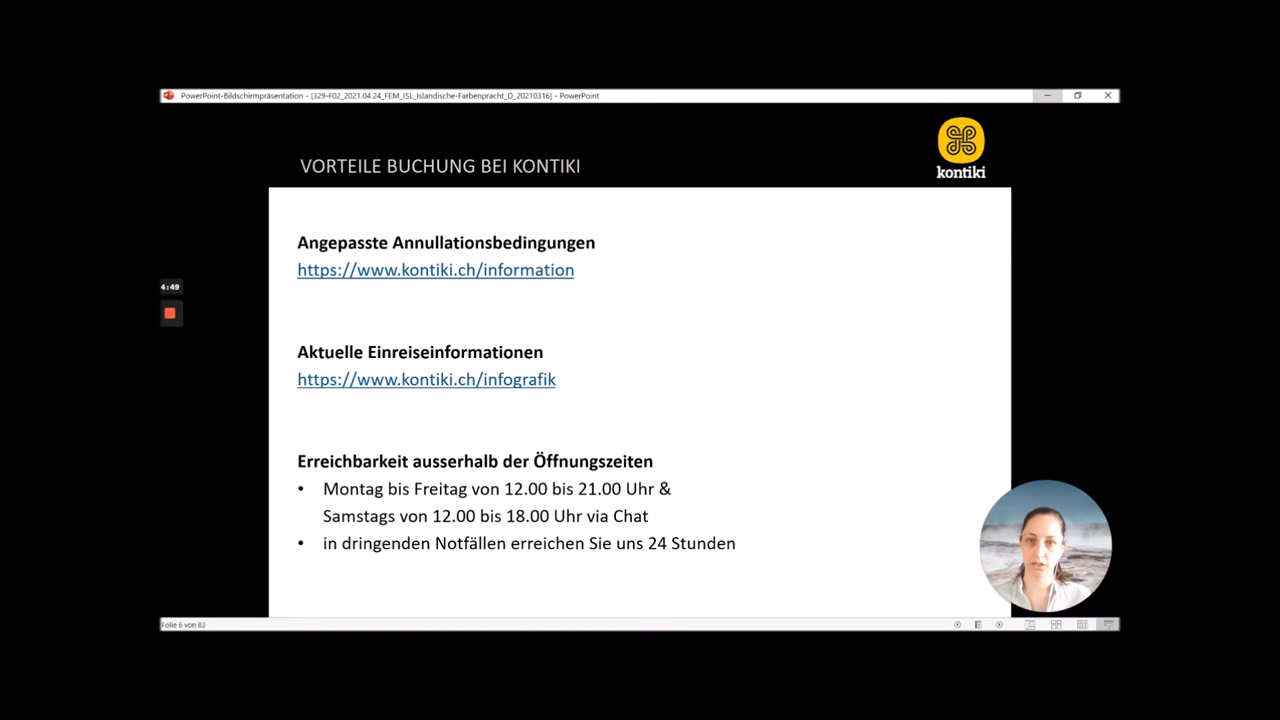 PowerPoint-Bildschirmpräsentation - [329-F02_2021.04.24_FEM_ISL_Islandische-Farbenpracht_D_20210316] - PowerPoint
VORTEILE BUCHUNG BEI KONTIKI
kontiki
Angepasste Annullationsbedingungen
https://www.kontiki.ch/information
4:49
Aktuelle Einreiseinformationen
https://www.kontiki.ch/infografik
Erreichbarkeit ausserhalb der Öffnungszeiten
• Montag bis Freitag von 12.00 bis 21.00 Uhr &
Samstags von 12.00 bis 18.00 Uhr via Chat
• in dringenden Notfällen erreichen Sie uns 24 Stunden
Folie 6 von 83